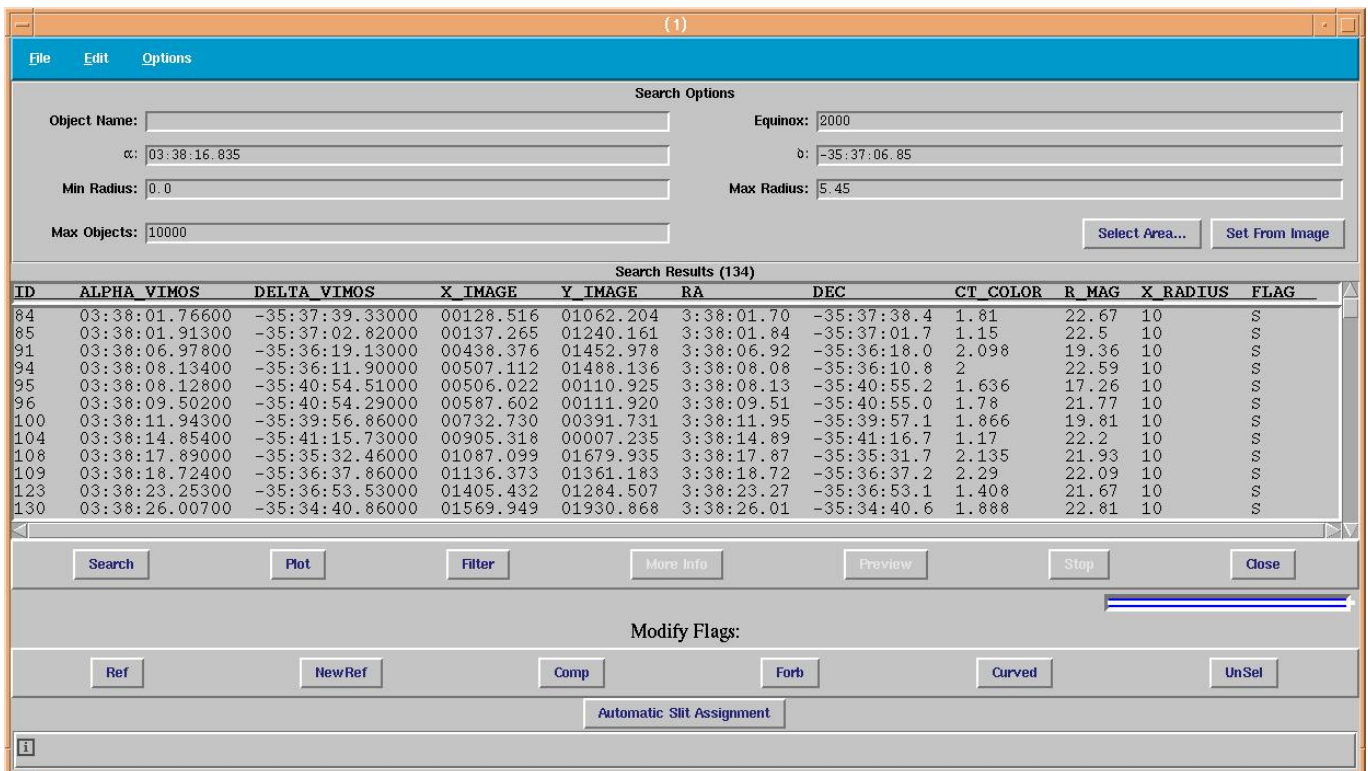 (1)
File Edit Options
Search Options
Object Name: Equinox: 2000
α: 03:38:16.835 δ: -35:37:06.85
Min Radius: 0.0 Max Radius: 5.45
Max Objects: 10000 Select Area... Set From Image
Search Results (134)
ID ALPHA_VIMOS DELTA_VIMOS X_IMAGE Y_IMAGE RA DEC CT_COLOR R_MAG X_RADIUS FLAG
84 03:38:01.76600 -35:37:39.33000 00128.516 01062.204 3:38:01.70 -35:37:38.4 1.81 22.67 10 S
85 03:38:01.91300 -35:37:02.82000 00137.265 01240.161 3:38:01.84 -35:37:01.7 1.15 22.5 10 S
91 03:38:06.97800 -35:36:19.13000 00438.376 01452.978 3:38:06.92 -35:36:18.0 2.098 19.36 10 S
94 03:38:08.13400 -35:36:11.90000 00507.112 01488.136 3:38:08.08 -35:36:10.8 2 22.59 10 S
95 03:38:08.12800 -35:40:54.51000 00506.022 00110.925 3:38:08.13 -35:40:55.2 1.636 17.26 10 S
96 03:38:09.50200 -35:40:54.29000 00587.602 00111.920 3:38:09.51 -35:40:55.0 1.78 21.77 10 S
100 03:38:11.94300 -35:39:56.86000 00732.730 00391.731 3:38:11.95 -35:39:57.1 1.866 19.81 10 S
104 03:38:14.85400 -35:41:15.73000 00905.318 00007.235 3:38:14.89 -35:41:16.7 1.17 22.2 10 S
108 03:38:17.89000 -35:35:32.46000 01087.099 01679.935 3:38:17.87 -35:35:31.7 2.135 21.93 10 S
109 03:38:18.72400 -35:36:37.86000 01136.373 01361.183 3:38:18.72 -35:36:37.2 2.29 22.09 10 S
123 03:38:23.25300 -35:36:53.53000 01405.432 01284.507 3:38:23.27 -35:36:53.1 1.408 21.67 10 S
130 03:38:26.00700 -35:34:40.86000 01569.949 01930.868 3:38:26.01 -35:34:40.6 1.888 22.81 10 S
Search Plot Filter More Info Preview Stop Close
Modify Flags:
Ref NewRef Comp Forb Curved UnSel
Automatic Slit Assignment
i